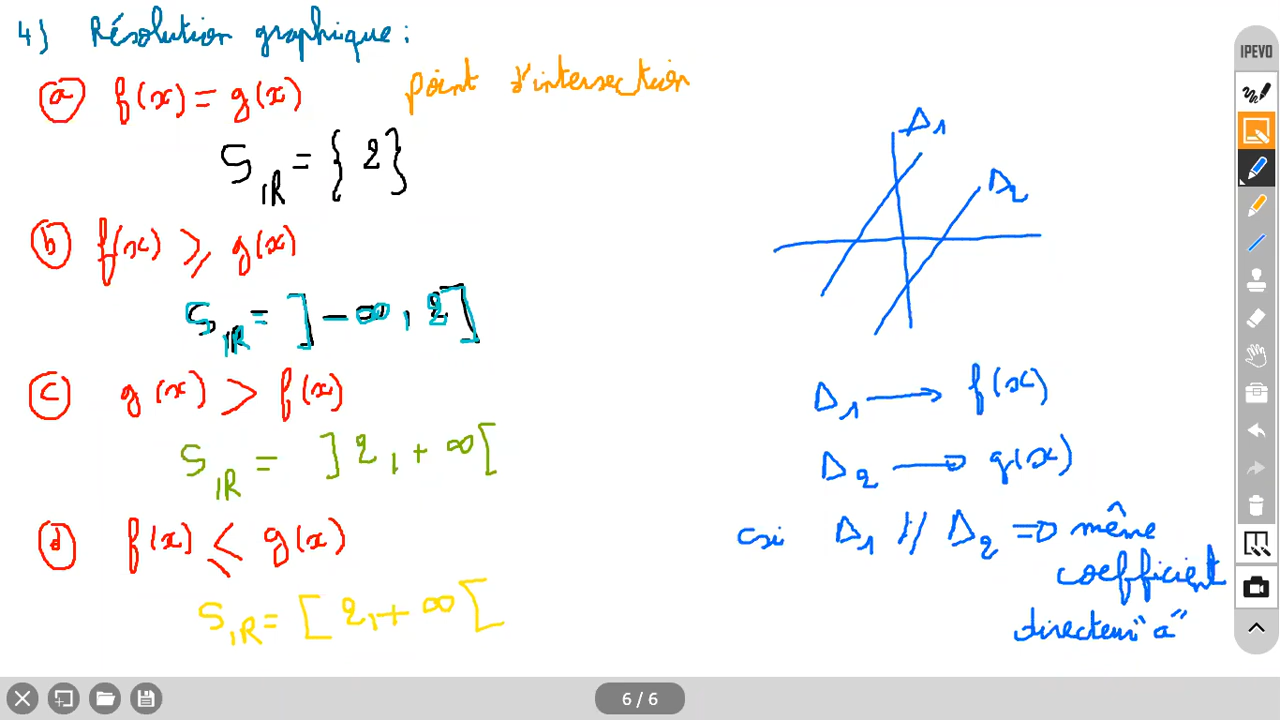 4) Résolution graphique :
a) f(x) = g(x) point d'intersection
S_IR = { 2 }
b) f(x) ⩾ g(x)
S_IR = ] - ∞ , 2 ]
c) g(x) > f(x)
S_IR = ] 2 , + ∞ [
d) f(x) ⩽ g(x)
S_IR = [ 2 , + ∞ [
Δ1
Δ2
Δ1 → f(x)
Δ2 → g(x)
si Δ1 // Δ2 => même
coefficient
directeur "a"
IPEVO
6 / 6